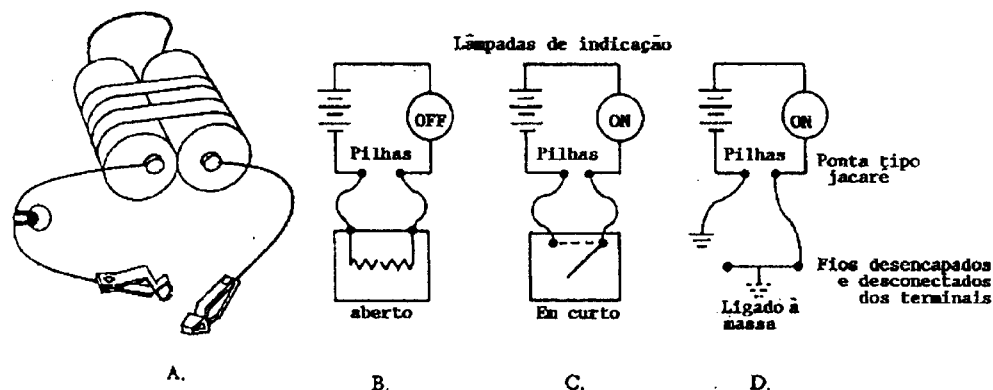 Lâmpadas de indicação
OFF
ON
ON
Pilhas
Pilhas
Pilhas
Ponta tipo
jacaré
Fios desencapados
e desconectados
dos terminais
Ligado à
massa
aberto
Em curto
A.
B.
C.
D.